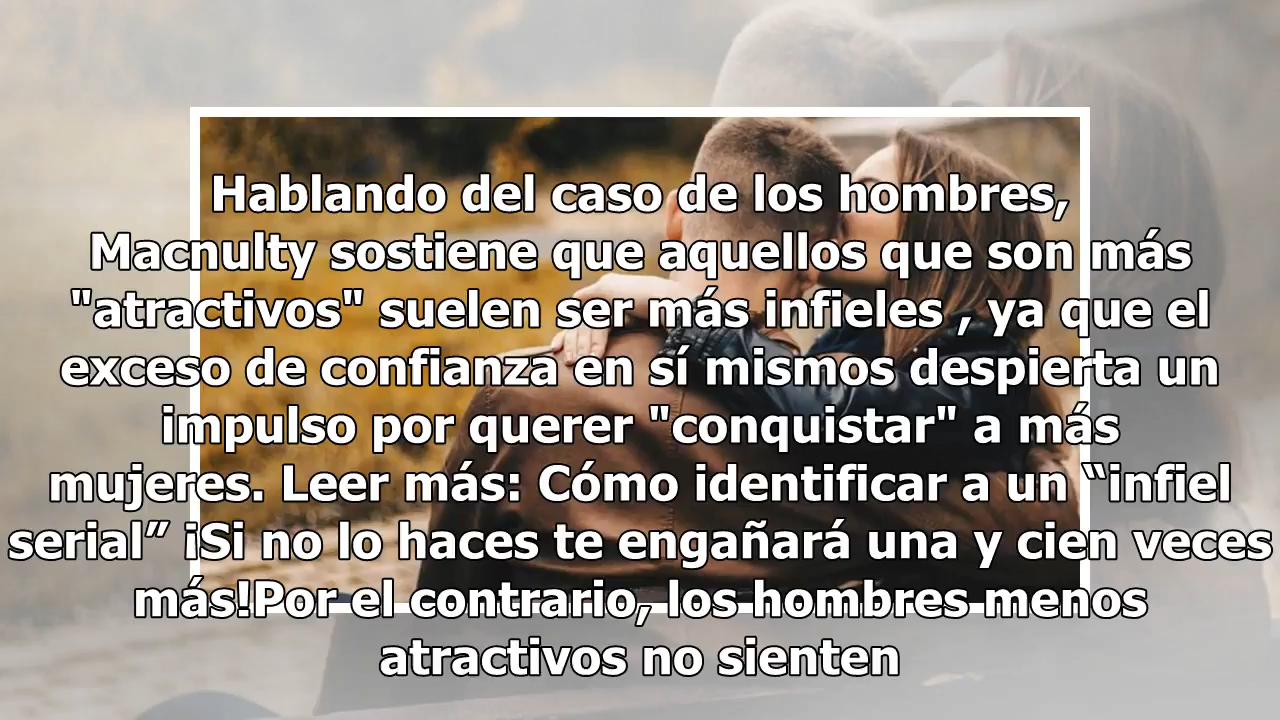 Hablando del caso de los hombres,
Macnulty sostiene que aquellos que son más
"atractivos" suelen ser más infieles , ya que el
exceso de confianza en sí mismos despierta un
impulso por querer "conquistar" a más
mujeres. Leer más: Cómo identificar a un “infiel
serial” ¡Si no lo haces te engañará una y cien veces
más!Por el contrario, los hombres menos
atractivos no sienten